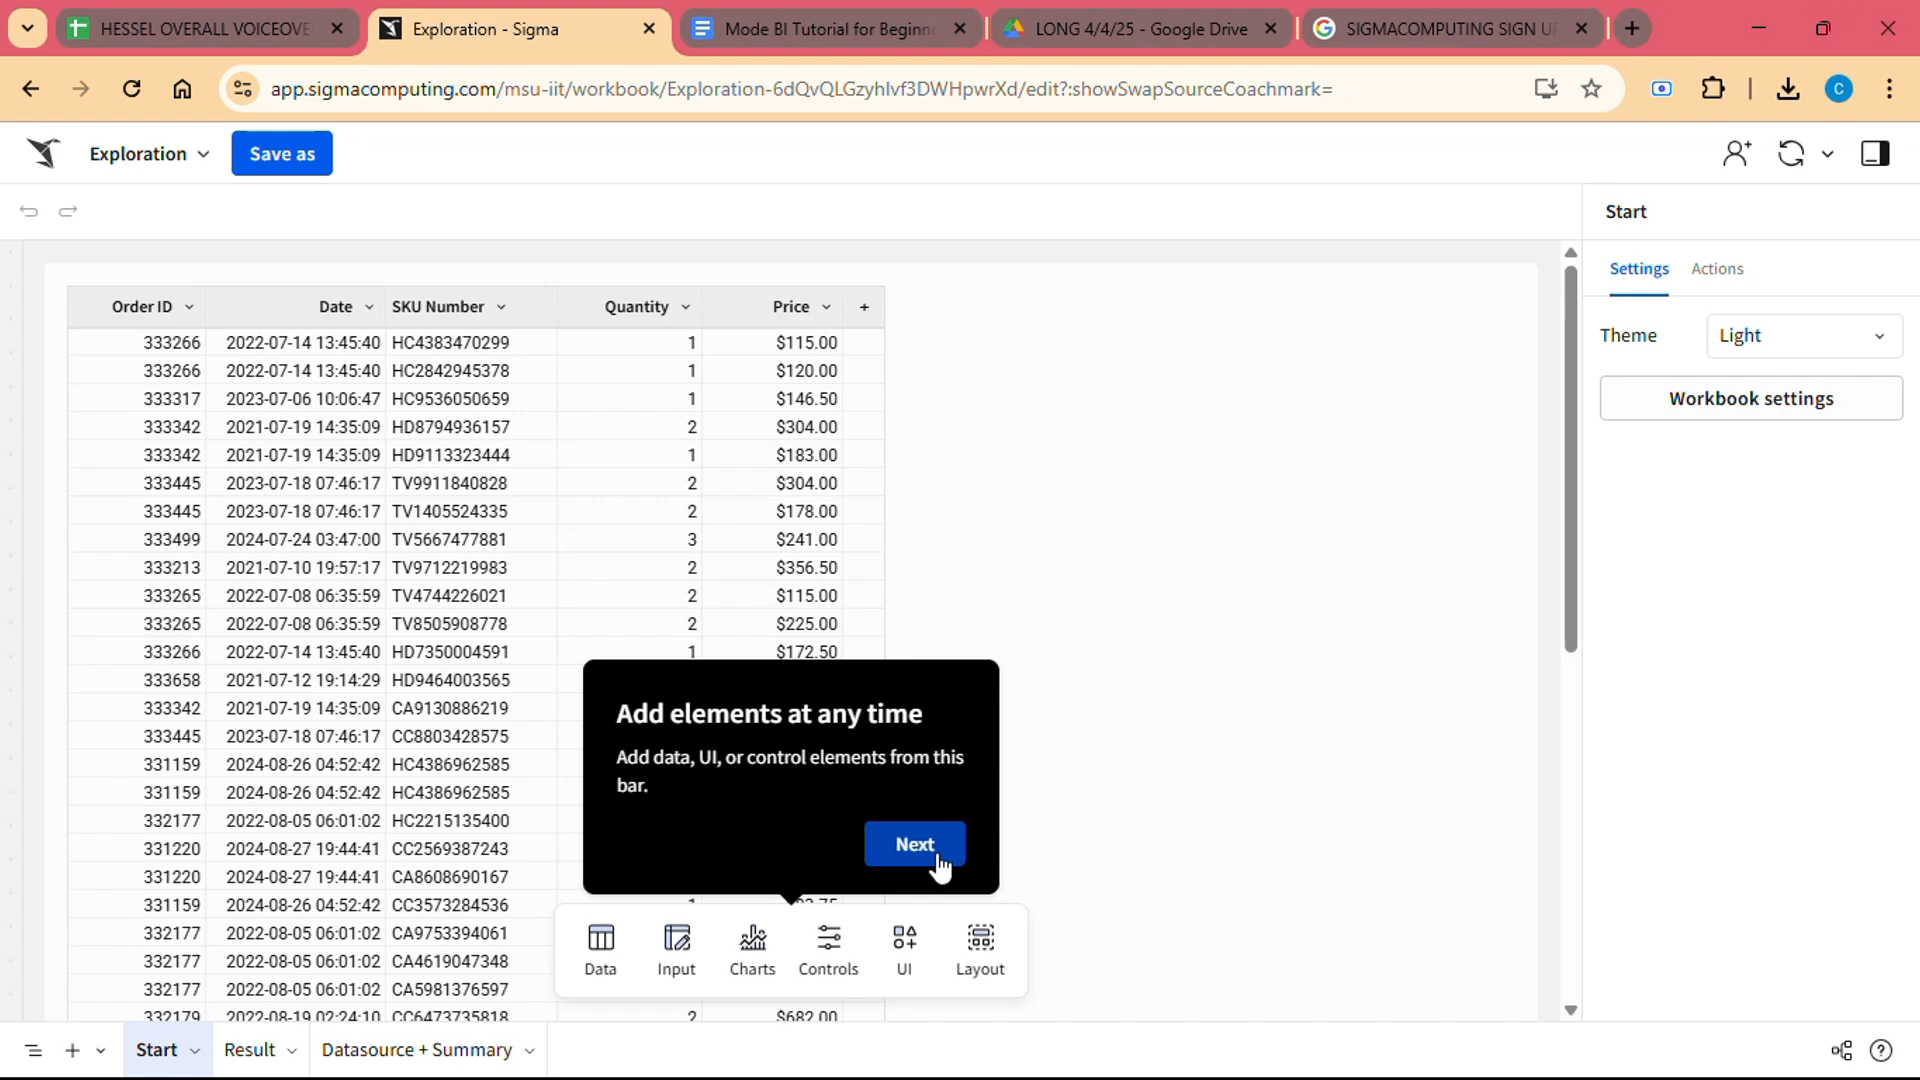 HESSEL OVERALL VOICEOVE
Exploration - Sigma
Mode BI Tutorial for Beginn
LONG 4/4/25 - Google Drive
SIGMACOMPUTING SIGN U
app.sigmacomputing.com/msu-iit/workbook/Exploration-6dQvQLGzyhlvf3DWHpwrXd/edit?:showSwapSourceCoachmark=
C
Exploration
Save as
Start
Settings Actions
Theme Light
Workbook settings
Order ID Date SKU Number Quantity Price +
333266 2022-07-14 13:45:40 HC4383470299 1 $115.00
333266 2022-07-14 13:45:40 HC2842945378 1 $120.00
333317 2023-07-06 10:06:47 HC9536050659 1 $146.50
333342 2021-07-19 14:35:09 HD8794936157 2 $304.00
333342 2021-07-19 14:35:09 HD9113323444 1 $183.00
333445 2023-07-18 07:46:17 TV9911840828 2 $304.00
333445 2023-07-18 07:46:17 TV1405524335 2 $178.00
333499 2024-07-24 03:47:00 TV5667477881 3 $241.00
333213 2021-07-10 19:57:17 TV9712219983 2 $356.50
333265 2022-07-08 06:35:59 TV4744226021 2 $115.00
333265 2022-07-08 06:35:59 TV8505908778 2 $225.00
333266 2022-07-14 13:45:40 HD7350004591 1 $172.50
333658 2021-07-12 19:14:29 HD9464003565
333342 2021-07-19 14:35:09 CA9130886219
333445 2023-07-18 07:46:17 CC8803428575
331159 2024-08-26 04:52:42 HC4386962585
331159 2024-08-26 04:52:42 HC4386962585
332177 2022-08-05 06:01:02 HC2215135400
331220 2024-08-27 19:44:41 CC2569387243
331220 2024-08-27 19:44:41 CA8608690167
331159 2024-08-26 04:52:42 CC3573284536
332177 2022-08-05 06:01:02 CA9753394061
332177 2022-08-05 06:01:02 CA4619047348
332177 2022-08-05 06:01:02 CA5981376597
332179 2022-08-19 02:24:10 CC6473735818 2 $682.00
Add elements at any time
Add data, UI, or control elements from this
bar.
Next
Data Input Charts Controls UI Layout
Start Result Datasource + Summary